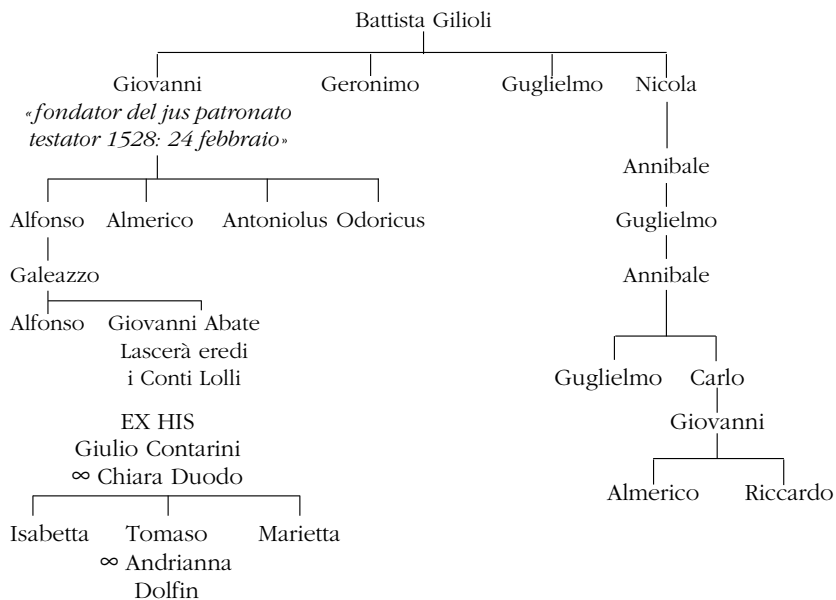 Battista Gilioli
Giovanni Geronimo Guglielmo Nicola
«fondator del jus patronato
testator 1528: 24 febbraio»
Annibale
Alfonso Almerico Antoniolus Odoricus Guglielmo
Galeazzo Annibale
Alfonso Giovanni Abate
Lascerà eredi
i Conti Lolli
Guglielmo Carlo
EX HIS
Giovanni
Giulio Contarini
∞ Chiara Duodo
Almerico Riccardo
Isabetta Tomaso Marietta
∞ Andrianna
Dolfin